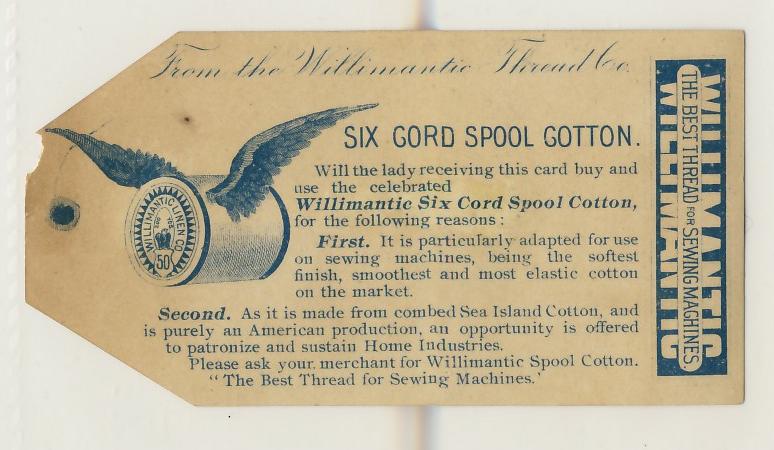 From the Willimantic Thread Co.
SIX CORD SPOOL COTTON.
Will the lady receiving this card buy and
use the celebrated
Willimantic Six Cord Spool Cotton,
for the following reasons:
First. It is particularly adapted for use
on sewing machines, being the softest
finish, smoothest and most elastic cotton
on the market.
Second. As it is made from combed Sea Island Cotton, and
is purely an American production, an opportunity is offered
to patronize and sustain Home Industries.
Please ask your merchant for Willimantic Spool Cotton.
"The Best Thread for Sewing Machines.'
WILLIMANTIC LINEN CO
50
WILLIMANTIC
THE BEST THREAD FOR SEWING MACHINES.
WILLIMANTIC